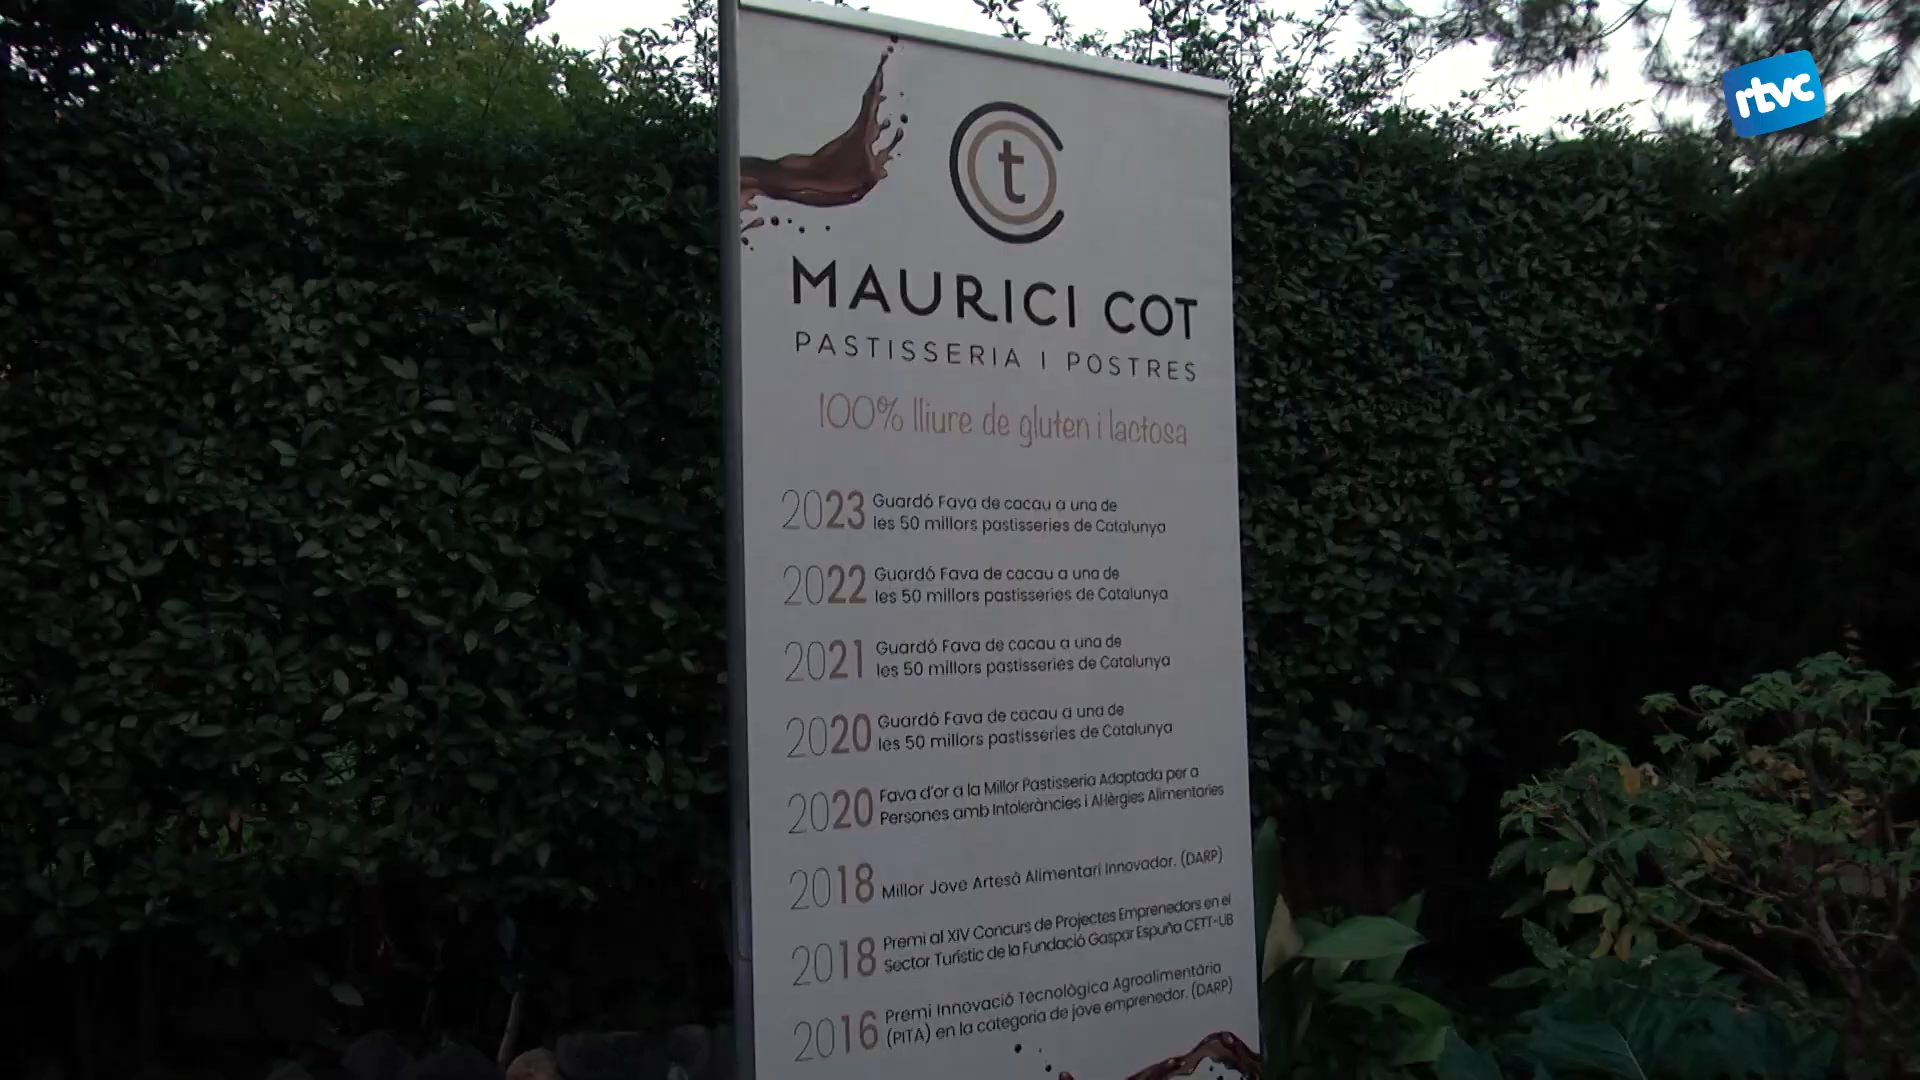 rtvc
t
MAURICI COT
PASTISSERIA I POSTRES
100% lliure de gluten i lactosa
2023 Guardó Fava de cacau a una de
les 50 millors pastisseries de Catalunya
2022 Guardó Fava de cacau a una de
les 50 millors pastisseries de Catalunya
2021 Guardó Fava de cacau a una de
les 50 millors pastisseries de Catalunya
2020 Guardó Fava de cacau a una de
les 50 millors pastisseries de Catalunya
2020 Fava d'or a la Millor Pastisseria Adaptada per a
Persones amb Intoleràncies i Al·lèrgies Alimentaries
2018 Millor Jove Artesà Alimentari Innovador. (DARP)
2018 Premi al XIV Concurs de Projectes Emprenedors en el
Sector Turístic de la Fundació Gaspar Espuña CETT-UB
2016 Premi Innovació Tecnològica Agroalimentària
(PITA) en la categoria de jove emprenedor. (DARP)